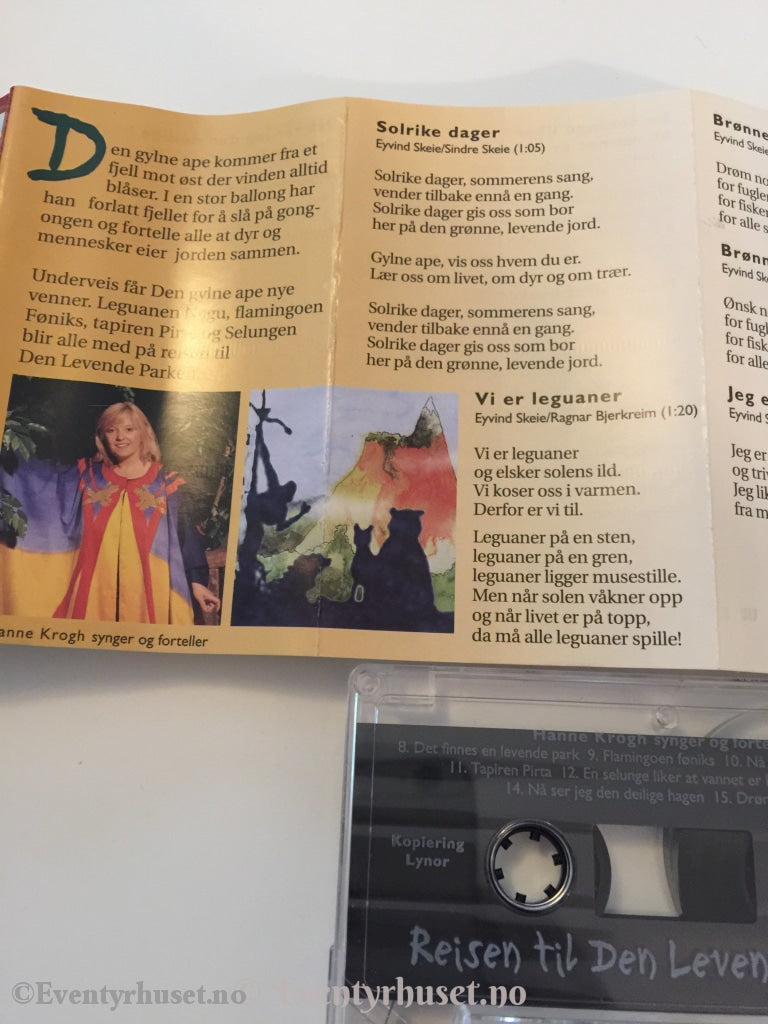 Den gylne ape kommer fra et
fjell mot øst der vinden alltid
blåser. I en stor ballong har
han forlatt fjellet for å slå på gong-
ongen og fortelle alle at dyr og
mennesker eier jorden sammen.
Underveis får Den gylne ape nye
venner. Leguanen flamingoen
Føniks, tapiren og Selungen
blir alle med på reisen til
Den Levende
Hanne Krogh synger og forteller
Solrike dager
Eyvind Skeie/Sindre Skeie (1:05)
Solrike dager, sommerens sang,
vender tilbake ennå en gang.
Solrike dager gis oss som bor
her på den grønne, levende jord.
Gylne ape, vis oss hvem du er.
Lær oss om livet, om dyr og om trær.
Solrike dager, sommerens sang,
vender tilbake ennå en gang.
Solrike dager gis oss som bor
her på den grønne, levende jord.
Vi er leguaner
Eyvind Skeie/Ragnar Bjerkreim (1:20)
Vi er leguaner
og elsker solens ild.
Vi koser oss i varmen.
Derfor er vi til.
Leguaner på en sten,
leguaner på en gren,
leguaner ligger musestille.
Men når solen våkner opp
og når livet er på topp,
da må alle leguaner spille!
Brønne
Eyvind Skeie
Drøm no
for fugle
for fisker
for alle s
Brønn
Eyvind Sk
Ønsk n
for fugl
for fisk
for alle
Jeg e
Eyvind S
Jeg er
og triv
Jeg lik
fra m
Hanne Krogh synger og forte
8. Det finnes en levende park 9. Flamingoen føniks 10. Nå
11. Tapiren Pirta 12. En selunge liker at vannet er
14. Nå ser jeg den deilige hagen 15. Drøm
Kopiering
Lynor
Reisen til Den Leven
©Eventyrhuset.no
©Eventyrhuset.no